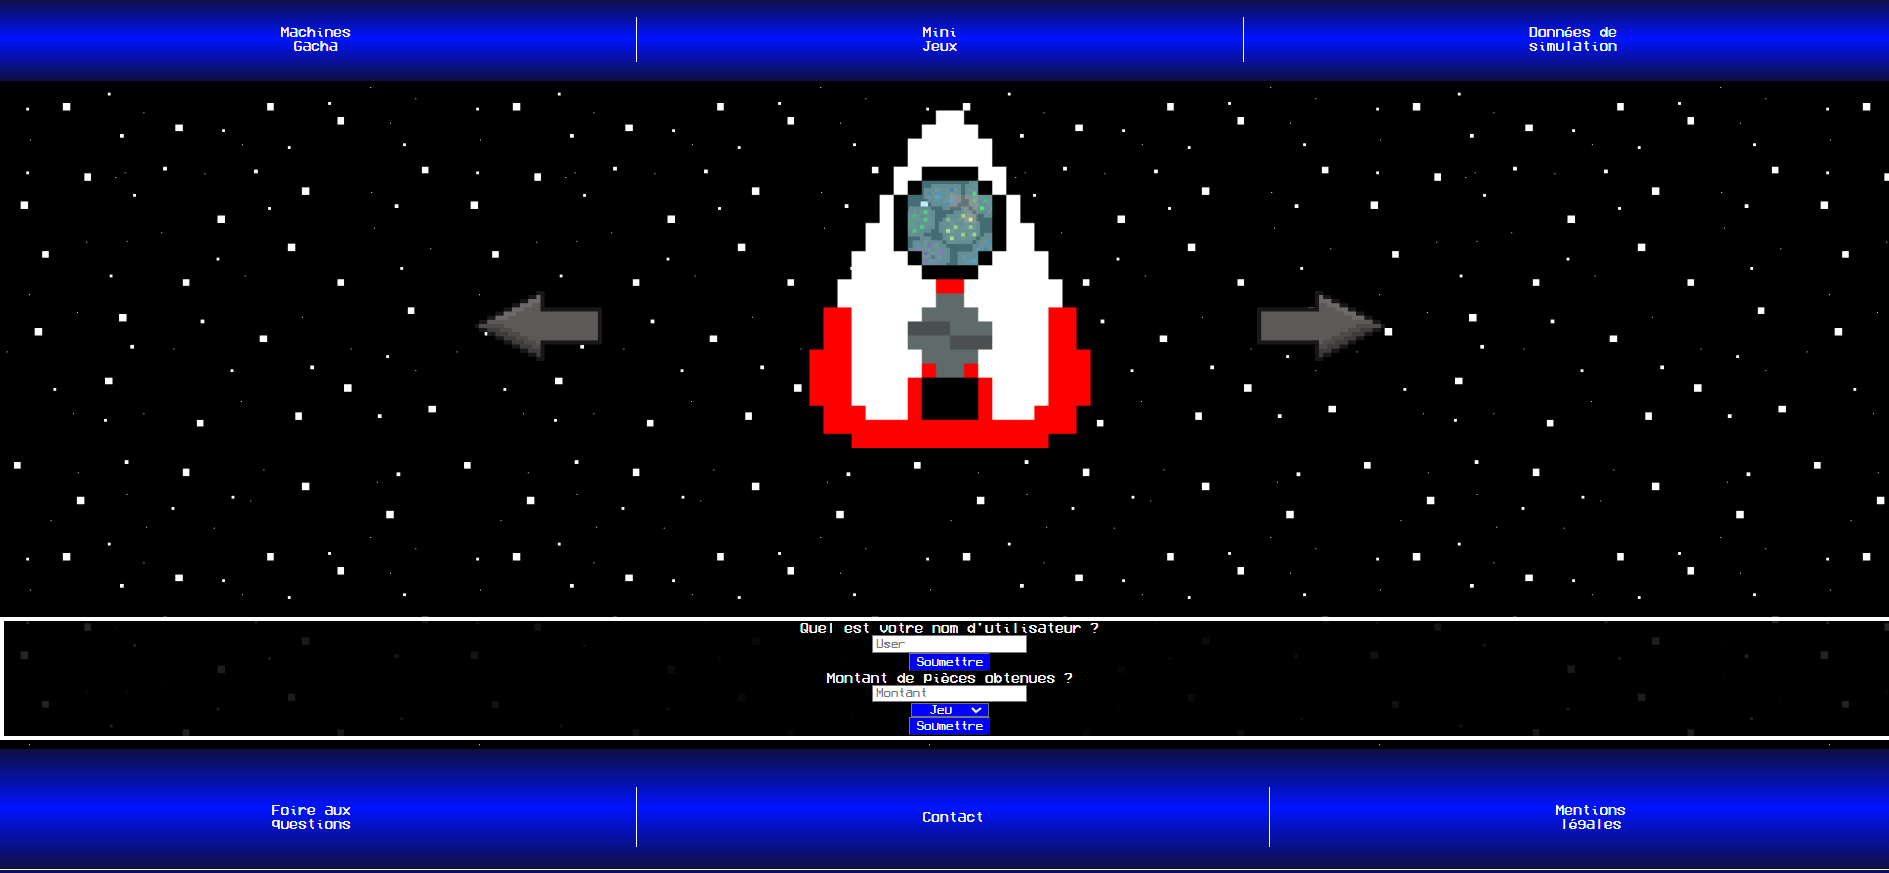 Machines
Gacha
Mini
Jeux
Données de
simulation
Quel est votre nom d'utilisateur ?
User
Soumettre
Montant de pièces obtenues ?
Montant
Jeu
Soumettre
Foire aux
questions
Contact
Mentions
légales